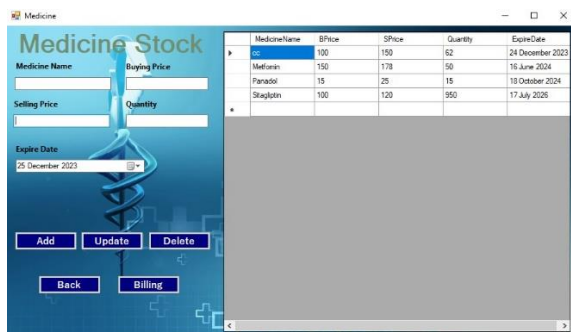 Medicine
Medicine Stock
Medicine Name Buying Price
Selling Price Quantity
Expire Date
25 December 2023
Add Update Delete
Back Billing
MedicineName BPrice SPrice Quantity ExpireDate
cc 100 150 62 24 December 2023
Metfomin 150 178 50 16 June 2024
Panadol 15 25 15 18 October 2024
Sitagliptin 100 120 950 17 July 2026